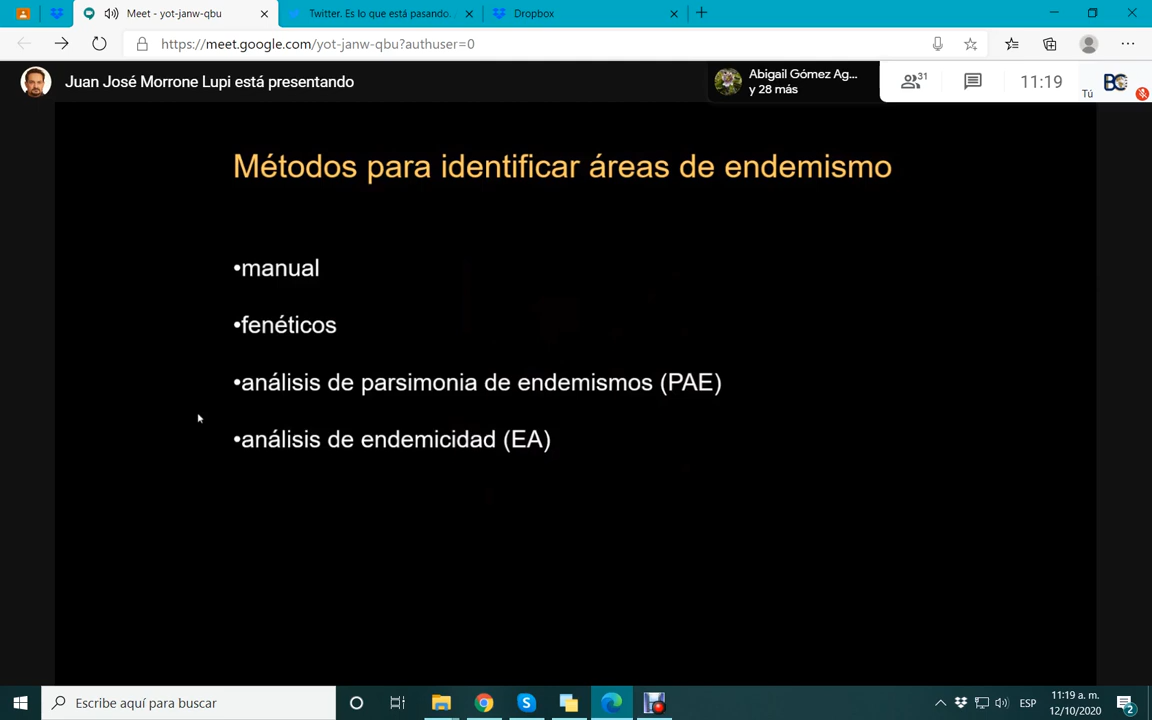 Meet - yot-janw-qbu
Twitter. Es lo que está pasando.
Dropbox
https://meet.google.com/yot-janw-qbu?authuser=0
Juan José Morrone Lupi está presentando
Abigail Gómez Ag...
y 28 más
31
11:19
Tú
BC
Métodos para identificar áreas de endemismo
•manual
•fenéticos
•análisis de parsimonia de endemismos (PAE)
•análisis de endemicidad (EA)
Escribe aquí para buscar
ESP
11:19 a. m.
12/10/2020
2